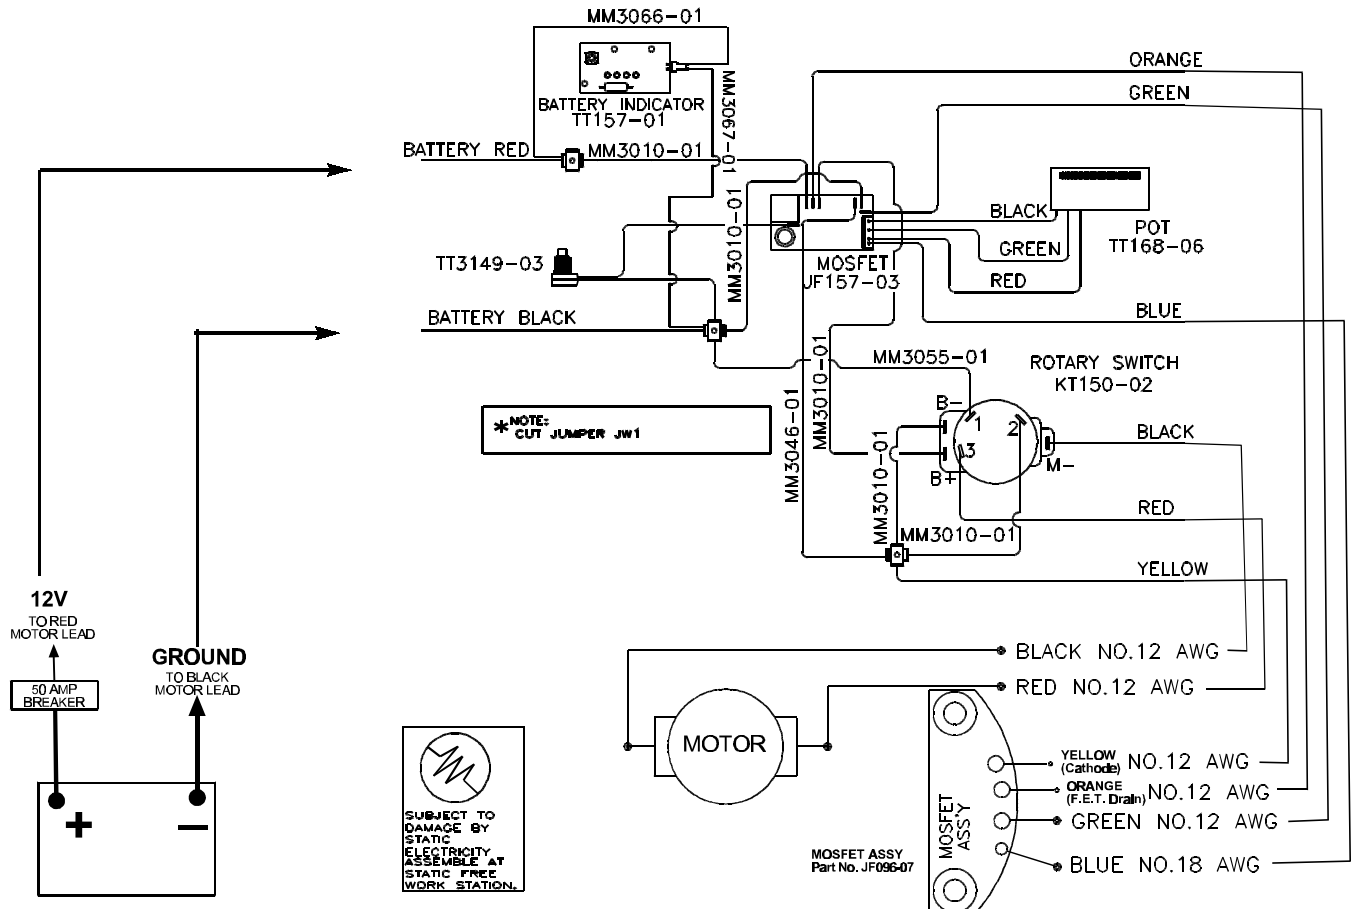 MM3066-01
ORANGE
GREEN
BATTERY INDICATOR
TT157-01
MM3067-01
BATTERY RED
MM3010-01
MM3010-01
BLACK
GREEN
RED
POT
TT168-06
TT3149-03
MOSFET
JF157-03
BATTERY BLACK
BLUE
MM3055-01
ROTARY SWITCH
KT150-02
MM3046-01
MM3010-01
*NOTE:
CUT JUMPER JW1
B-
1
2
3
B+
M-
BLACK
MM3010-01
RED
MM3010-01
YELLOW
12V
TO RED
MOTOR LEAD
GROUND
TO BLACK
MOTOR LEAD
50 AMP
BREAKER
+
−
BLACK NO.12 AWG
RED NO.12 AWG
MOTOR
YELLOW
(Cathode) NO.12 AWG
ORANGE
(F.E.T. Drain) NO.12 AWG
GREEN NO.12 AWG
BLUE NO.18 AWG
MOSFET
ASS'Y
MOSFET ASSY
Part No. JF096-07
SUBJECT TO
DAMAGE BY
STATIC
ELECTRICITY
ASSEMBLE AT
STATIC FREE
WORK STATION.